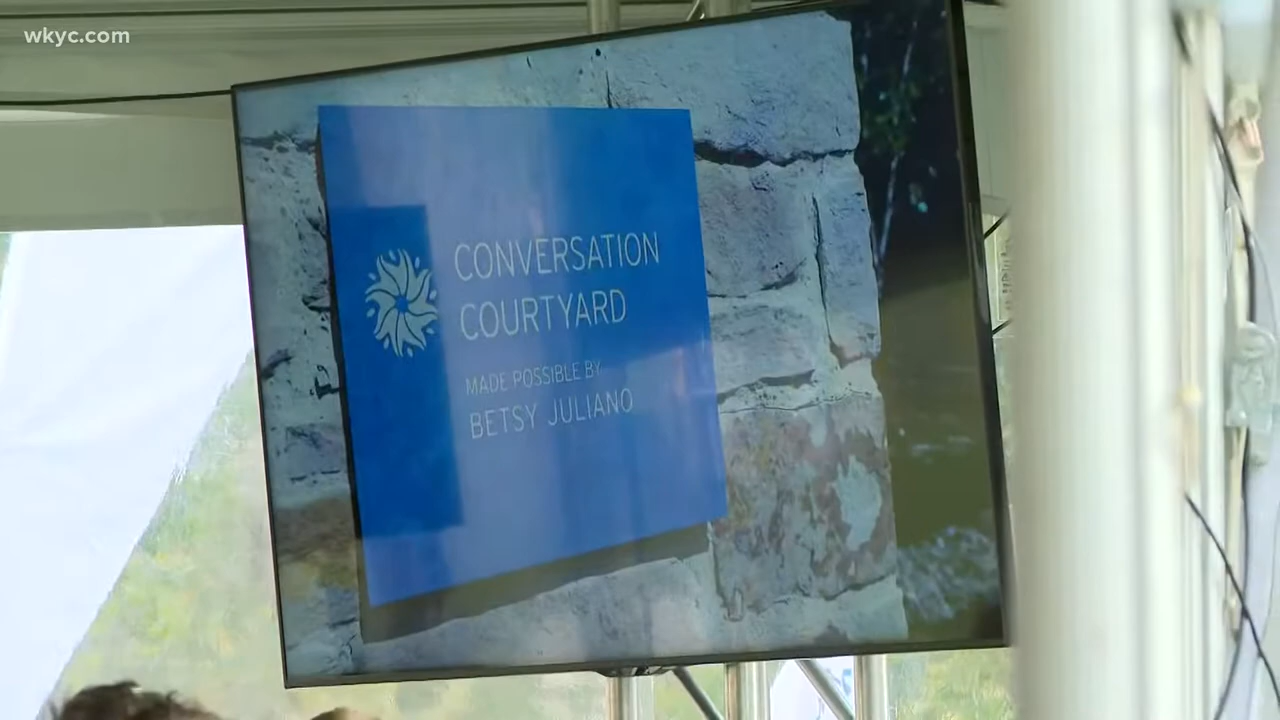 wkyc.com
CONVERSATION
COURTYARD
MADE POSSIBLE BY
BETSY JULIANO